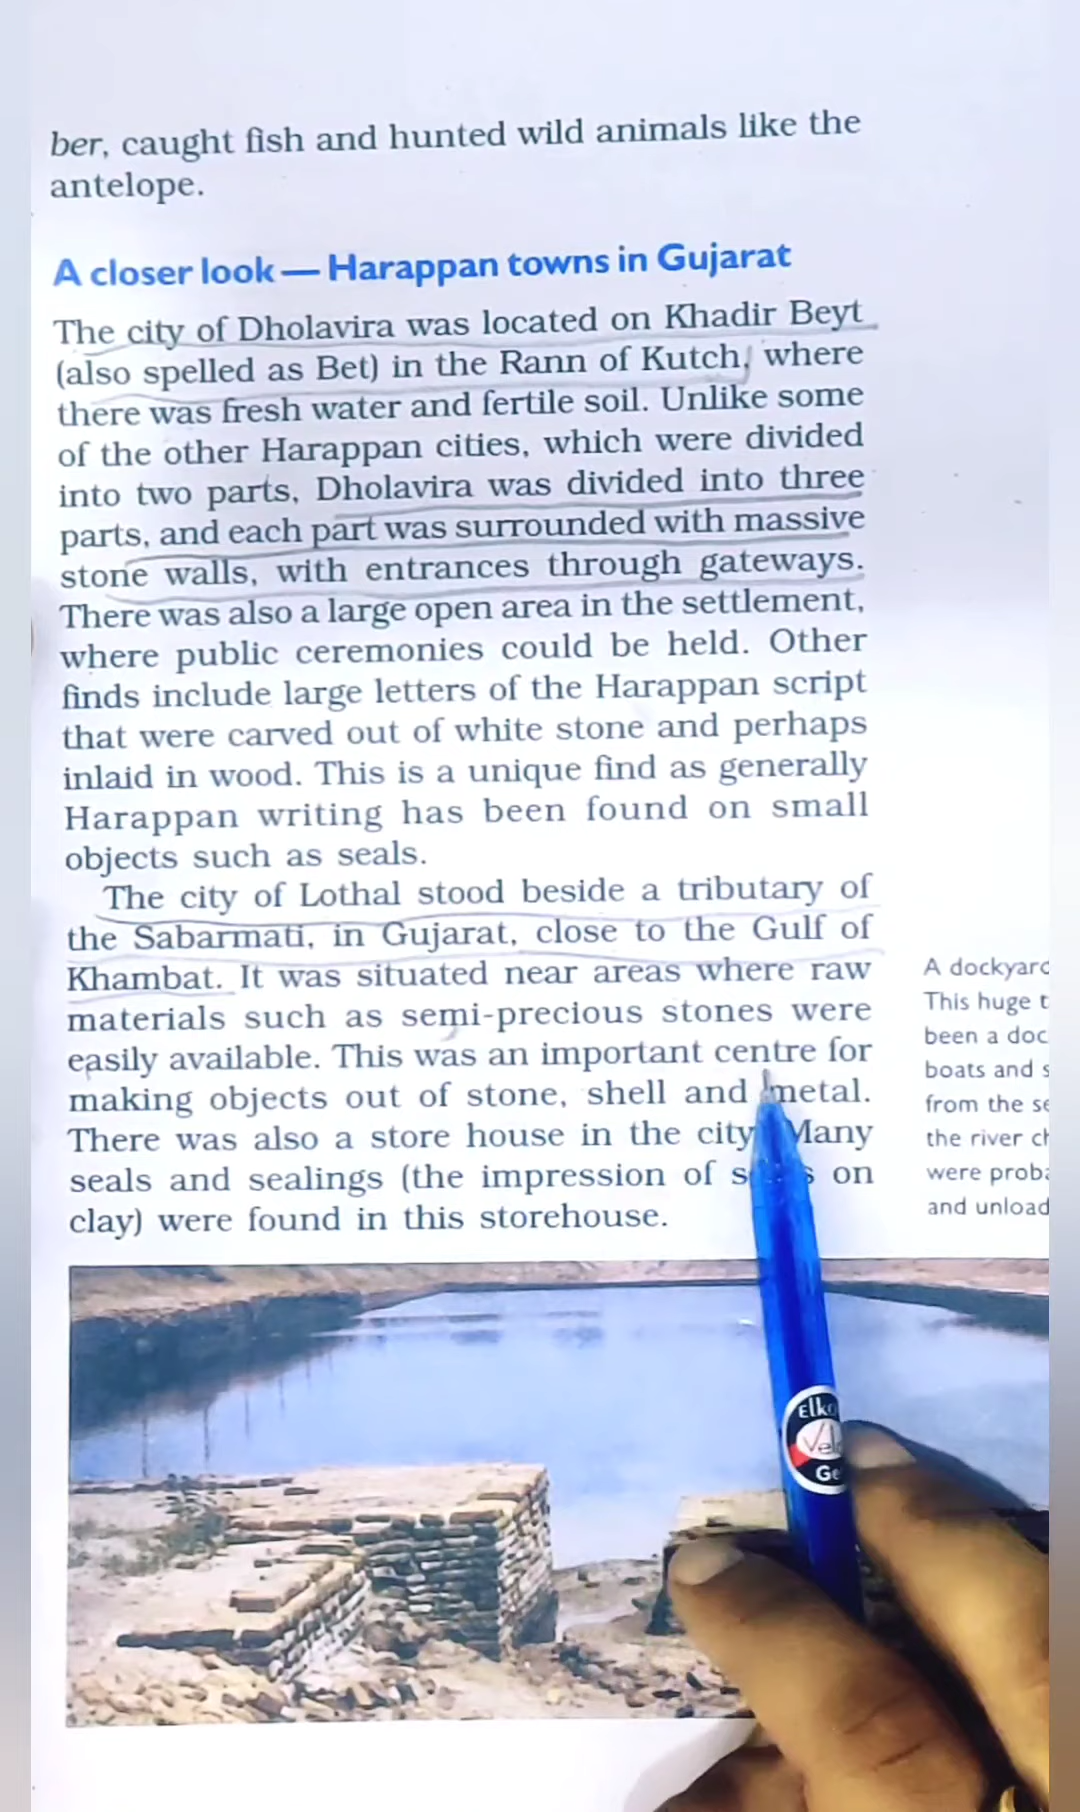 ber, caught fish and hunted wild animals like the
antelope.
A closer look — Harappan towns in Gujarat
The city of Dholavira was located on Khadir Beyt
(also spelled as Bet) in the Rann of Kutch, where
there was fresh water and fertile soil. Unlike some
of the other Harappan cities, which were divided
into two parts, Dholavira was divided into three
parts, and each part was surrounded with massive
stone walls, with entrances through gateways.
There was also a large open area in the settlement,
where public ceremonies could be held. Other
finds include large letters of the Harappan script
that were carved out of white stone and perhaps
inlaid in wood. This is a unique find as generally
Harappan writing has been found on small
objects such as seals.
The city of Lothal stood beside a tributary of
the Sabarmati, in Gujarat, close to the Gulf of
Khambat. It was situated near areas where raw
materials such as semi-precious stones were
easily available. This was an important centre for
making objects out of stone, shell and metal.
There was also a store house in the city Many
seals and sealings (the impression of on
clay) were found in this storehouse.
A
This huge
been a
boats and
from the
the river
were
and